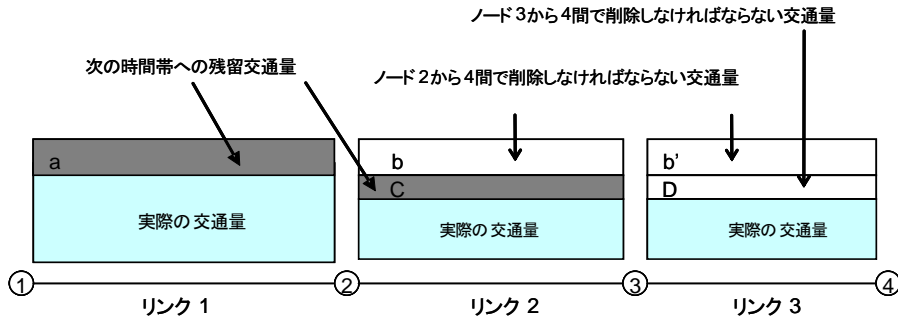 ノード3から4間で削除しなければならない交通量
次の時間帯への残留交通量
ノード2から4間で削除しなければならない交通量
a
b
b'
C
D
実際の交通量
実際の交通量
実際の交通量
1
2
3
4
リンク 1
リンク 2
リンク 3